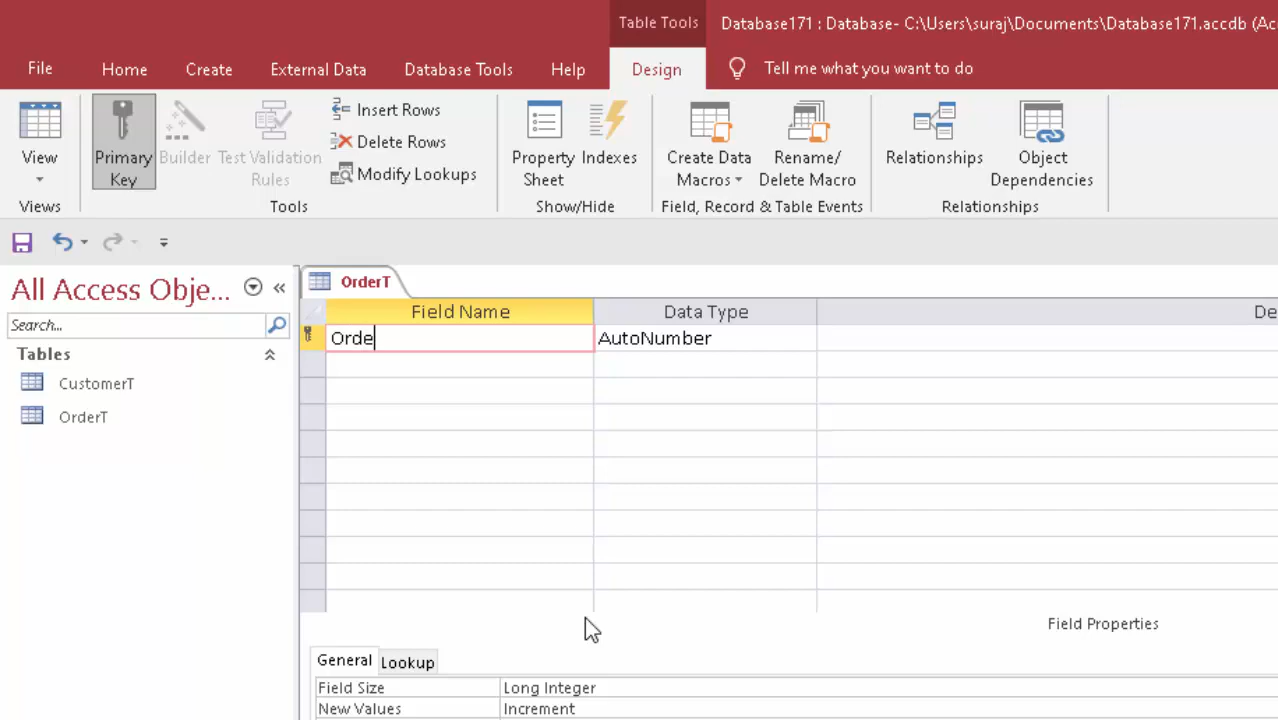 Table Tools
Database171 : Database- C:\Users\suraj\Documents\Database171.accdb (Ac
File Home Create External Data Database Tools Help Design Tell me what you want to do
View
Primary Key
Builder
Test Validation Rules
Insert Rows
Delete Rows
Modify Lookups
Property Sheet
Indexes
Create Data Macros
Rename/ Delete Macro
Relationships
Object Dependencies
Views Tools Show/Hide Field, Record & Table Events Relationships
All Access Obje...
Search...
Tables
CustomerT
OrderT
OrderT
Field Name Data Type De
Orde AutoNumber
Field Properties
General Lookup
Field Size Long Integer
New Values Increment